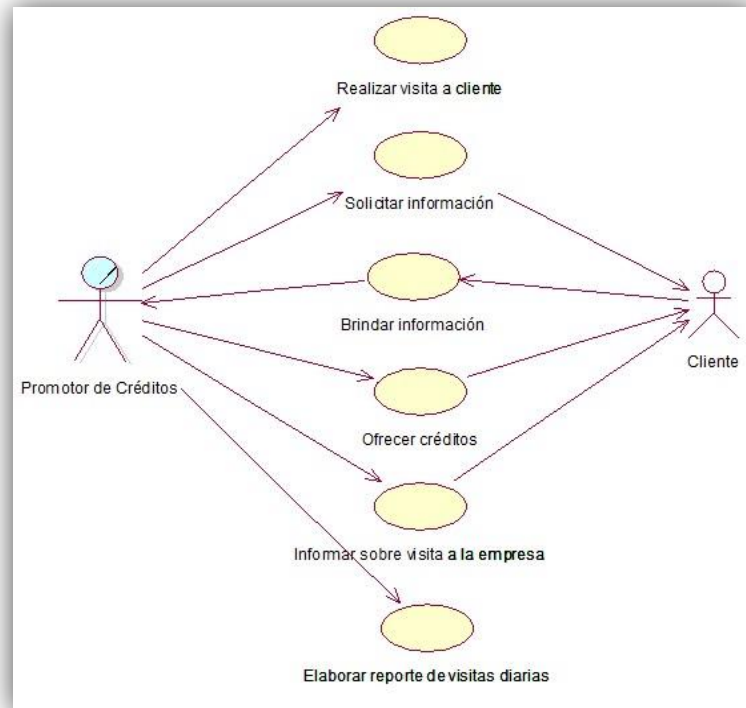 Realizar visita a cliente
Solicitar información
Brindar información
Cliente
Promotor de Créditos
Ofrecer créditos
Informar sobre visita a la empresa
Elaborar reporte de visitas diarias